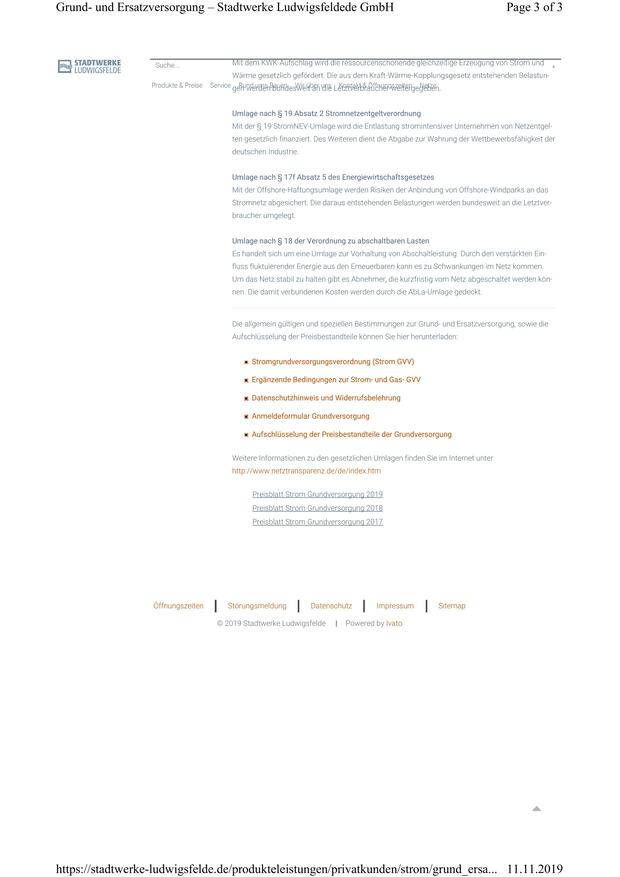 Grund- und Ersatzversorgung – Stadtwerke Ludwigsfeldede GmbH
Page 3 of 3
STADTWERKE
LUDWIGSFELDE
Suche...
Mit dem KWK-Aufschlag wird die ressourcenschonende gleichzeitige Erzeugung von Strom und
Wärme gesetzlich gefördert. Die aus dem Kraft-Wärme-Kopplungsgesetz entstehenden Belastun-
Produkte & Preise Service
gen werden bundesweit an die Letztverbraucher weitergegeben.
Umlage nach § 19 Absatz 2 Stromnetzentgeltverordnung
Mit der § 19 StromNEV-Umlage wird die Entlastung stromintensiver Unternehmen von Netzentgel-
ten gesetzlich finanziert. Des Weiteren dient die Abgabe zur Wahrung der Wettbewerbsfähigkeit der
deutschen Industrie.
Umlage nach § 17f Absatz 5 des Energiewirtschaftsgesetzes
Mit der Offshore-Haftungsumlage werden Risiken der Anbindung von Offshore-Windparks an das
Stromnetz abgesichert. Die daraus entstehenden Belastungen werden bundesweit an die Letztver-
braucher umgelegt.
Umlage nach § 18 der Verordnung zu abschaltbaren Lasten
Es handelt sich um eine Umlage zur Vorhaltung von Abschaltleistung. Durch den verstärkten Ein-
fluss fluktuierender Energie aus den Erneuerbaren kann es zu Schwankungen im Netz kommen.
Um das Netz stabil zu halten gibt es Abnehmer, die kurzfristig vom Netz abgeschaltet werden kön-
nen. Die damit verbundenen Kosten werden durch die AbLa-Umlage gedeckt.
Die allgemein gültigen und speziellen Bestimmungen zur Grund- und Ersatzversorgung, sowie die
Aufschlüsselung der Preisbestandteile können Sie hier herunterladen:
Stromgrundversorgungsverordnung (Strom GVV)
Ergänzende Bedingungen zur Strom- und Gas- GVV
Datenschutzhinweis und Widerrufsbelehrung
Anmeldeformular Grundversorgung
Aufschlüsselung der Preisbestandteile der Grundversorgung
Weitere Informationen zu den gesetzlichen Umlagen finden Sie im Internet unter
http://www.netztransparenz.de/de/index.htm
Preisblatt Strom Grundversorgung 2019
Preisblatt Strom Grundversorgung 2018
Preisblatt Strom Grundversorgung 2017
Öffnungszeiten | Störungsmeldung | Datenschutz | Impressum | Sitemap
© 2019 Stadtwerke Ludwigsfelde | Powered by Ivato
https://stadtwerke-ludwigsfelde.de/produkteleistungen/privatkunden/strom/grund_ersa... 11.11.2019